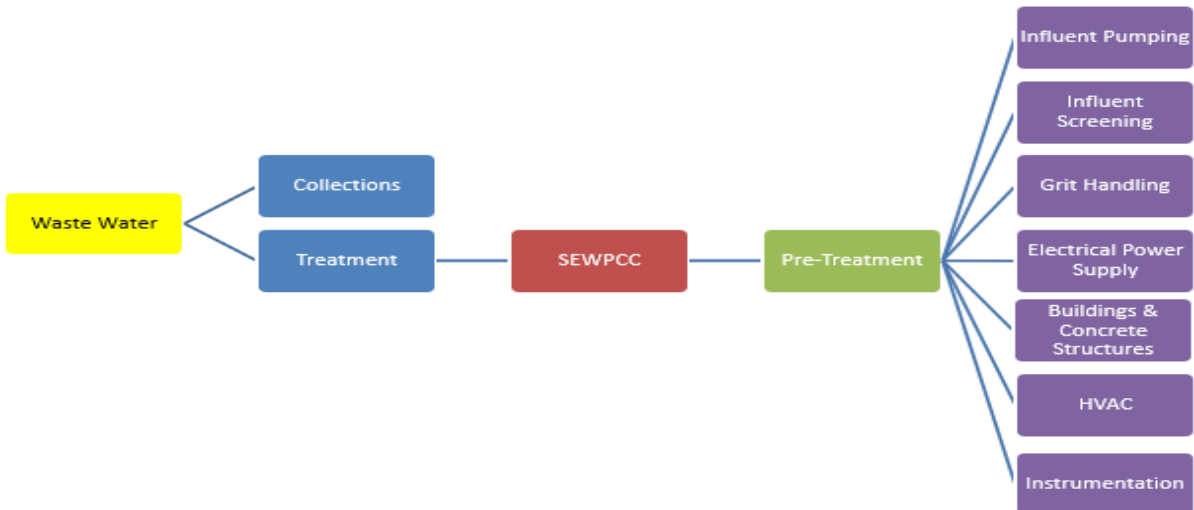 Waste Water
Collections
Treatment
SEWPCC
Pre-Treatment
Influent Pumping
Influent
Screening
Grit Handling
Electrical Power
Supply
Buildings &
Concrete
Structures
HVAC
Instrumentation